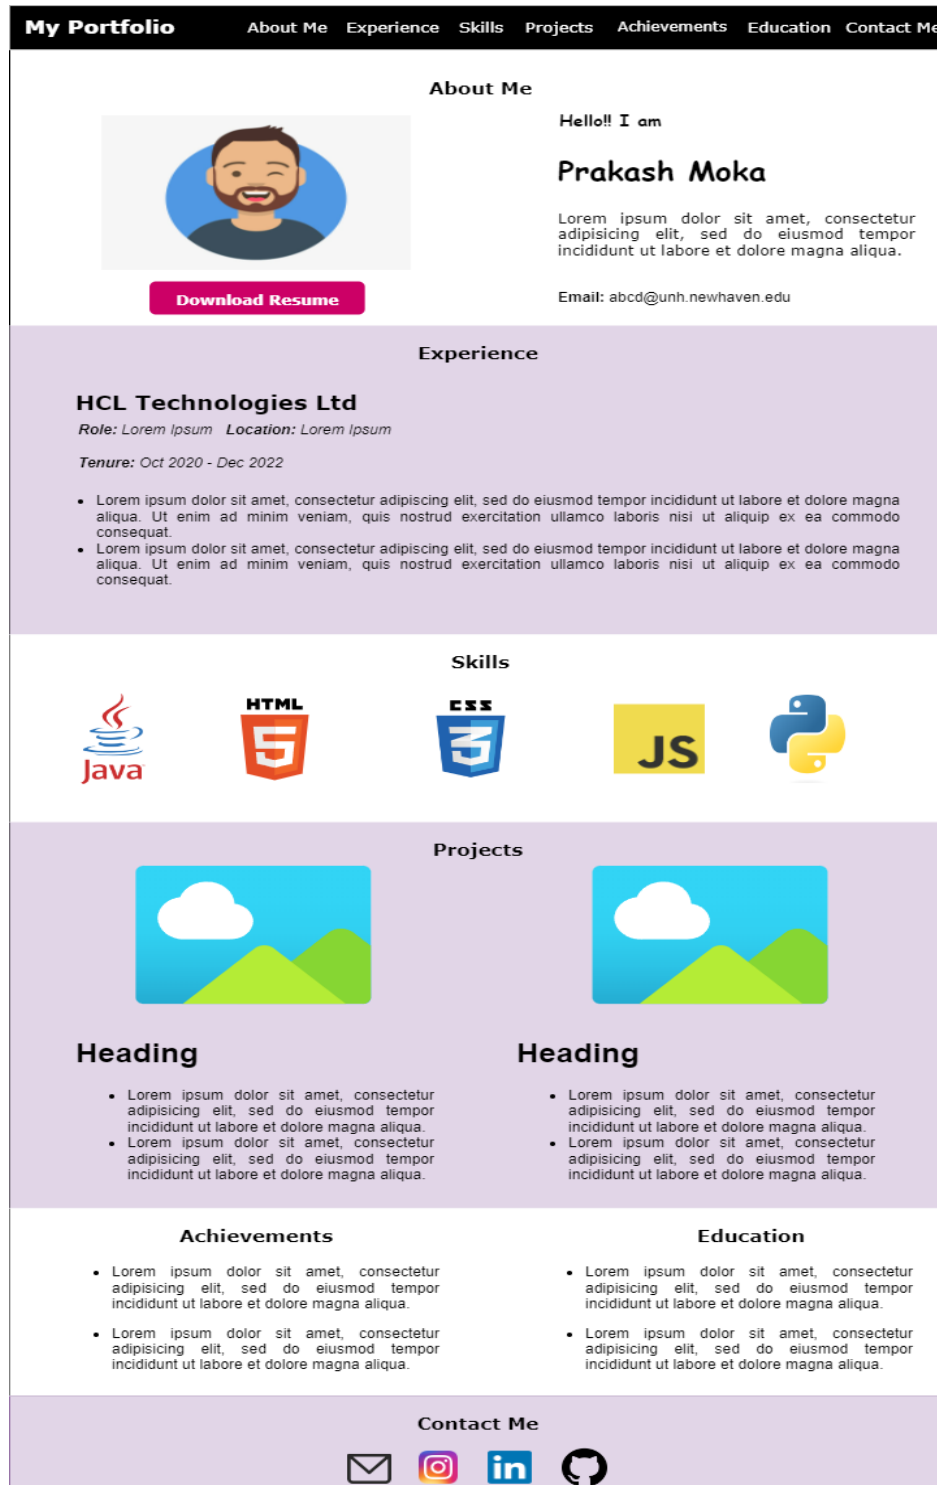 My Portfolio
About Me Experience Skills Projects Achievements Education Contact Me
About Me
Hello!! I am
Prakash Moka
Lorem ipsum dolor sit amet, consectetur
adipisicing elit, sed do eiusmod tempor
incididunt ut labore et dolore magna aliqua.
Download Resume
Email: abcd@unh.newhaven.edu
Experience
HCL Technologies Ltd
Role: Lorem Ipsum Location: Lorem Ipsum
Tenure: Oct 2020 - Dec 2022
• Lorem ipsum dolor sit amet, consectetur adipiscing elit, sed do eiusmod tempor incididunt ut labore et dolore magna
aliqua. Ut enim ad minim veniam, quis nostrud exercitation ullamco laboris nisi ut aliquip ex ea commodo
consequat.
• Lorem ipsum dolor sit amet, consectetur adipiscing elit, sed do eiusmod tempor incididunt ut labore et dolore magna
aliqua. Ut enim ad minim veniam, quis nostrud exercitation ullamco laboris nisi ut aliquip ex ea commodo
consequat.
Skills
Java
HTML
5
CSS
3
JS
Projects
Heading
• Lorem ipsum dolor sit amet, consectetur
adipisicing elit, sed do eiusmod tempor
incididunt ut labore et dolore magna aliqua.
• Lorem ipsum dolor sit amet, consectetur
adipisicing elit, sed do eiusmod tempor
incididunt ut labore et dolore magna aliqua.
Heading
• Lorem ipsum dolor sit amet, consectetur
adipisicing elit, sed do eiusmod tempor
incididunt ut labore et dolore magna aliqua.
• Lorem ipsum dolor sit amet, consectetur
adipisicing elit, sed do eiusmod tempor
incididunt ut labore et dolore magna aliqua.
Achievements
• Lorem ipsum dolor sit amet, consectetur
adipisicing elit, sed do eiusmod tempor
incididunt ut labore et dolore magna aliqua.
• Lorem ipsum dolor sit amet, consectetur
adipisicing elit, sed do eiusmod tempor
incididunt ut labore et dolore magna aliqua.
Education
• Lorem ipsum dolor sit amet, consectetur
adipisicing elit, sed do eiusmod tempor
incididunt ut labore et dolore magna aliqua.
• Lorem ipsum dolor sit amet, consectetur
adipisicing elit, sed do eiusmod tempor
incididunt ut labore et dolore magna aliqua.
Contact Me
in